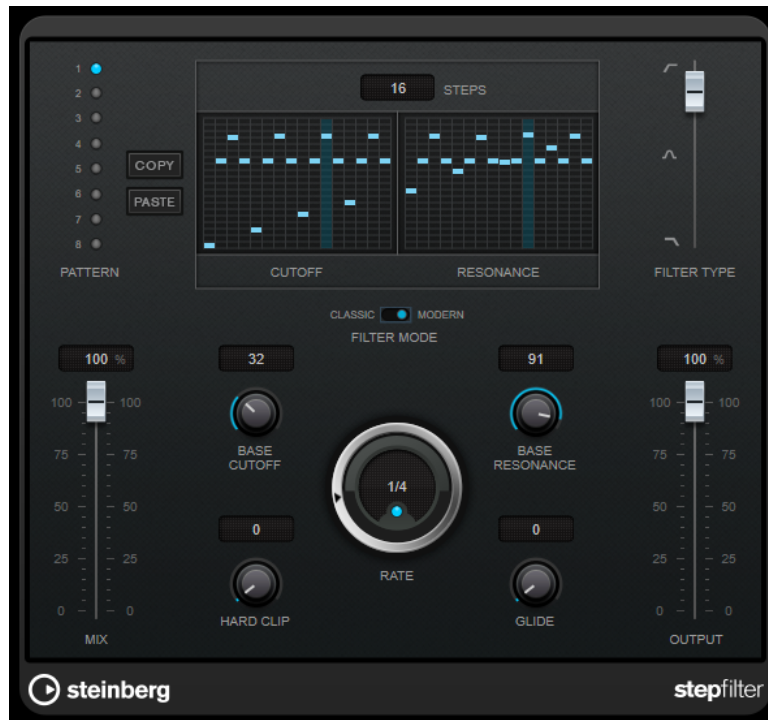 1
2
3
4
5
6
7
8
PATTERN
COPY
PASTE
16 STEPS
CUTOFF
RESONANCE
FILTER TYPE
CLASSIC MODERN
FILTER MODE
100 %
32
91
100 %
100 100
75 75
50 50
25 25
0 0
MIX
BASE
CUTOFF
0
HARD CLIP
1/4
RATE
BASE
RESONANCE
0
GLIDE
100 100
75 75
50 50
25 25
0 0
OUTPUT
steinberg
stepfilter